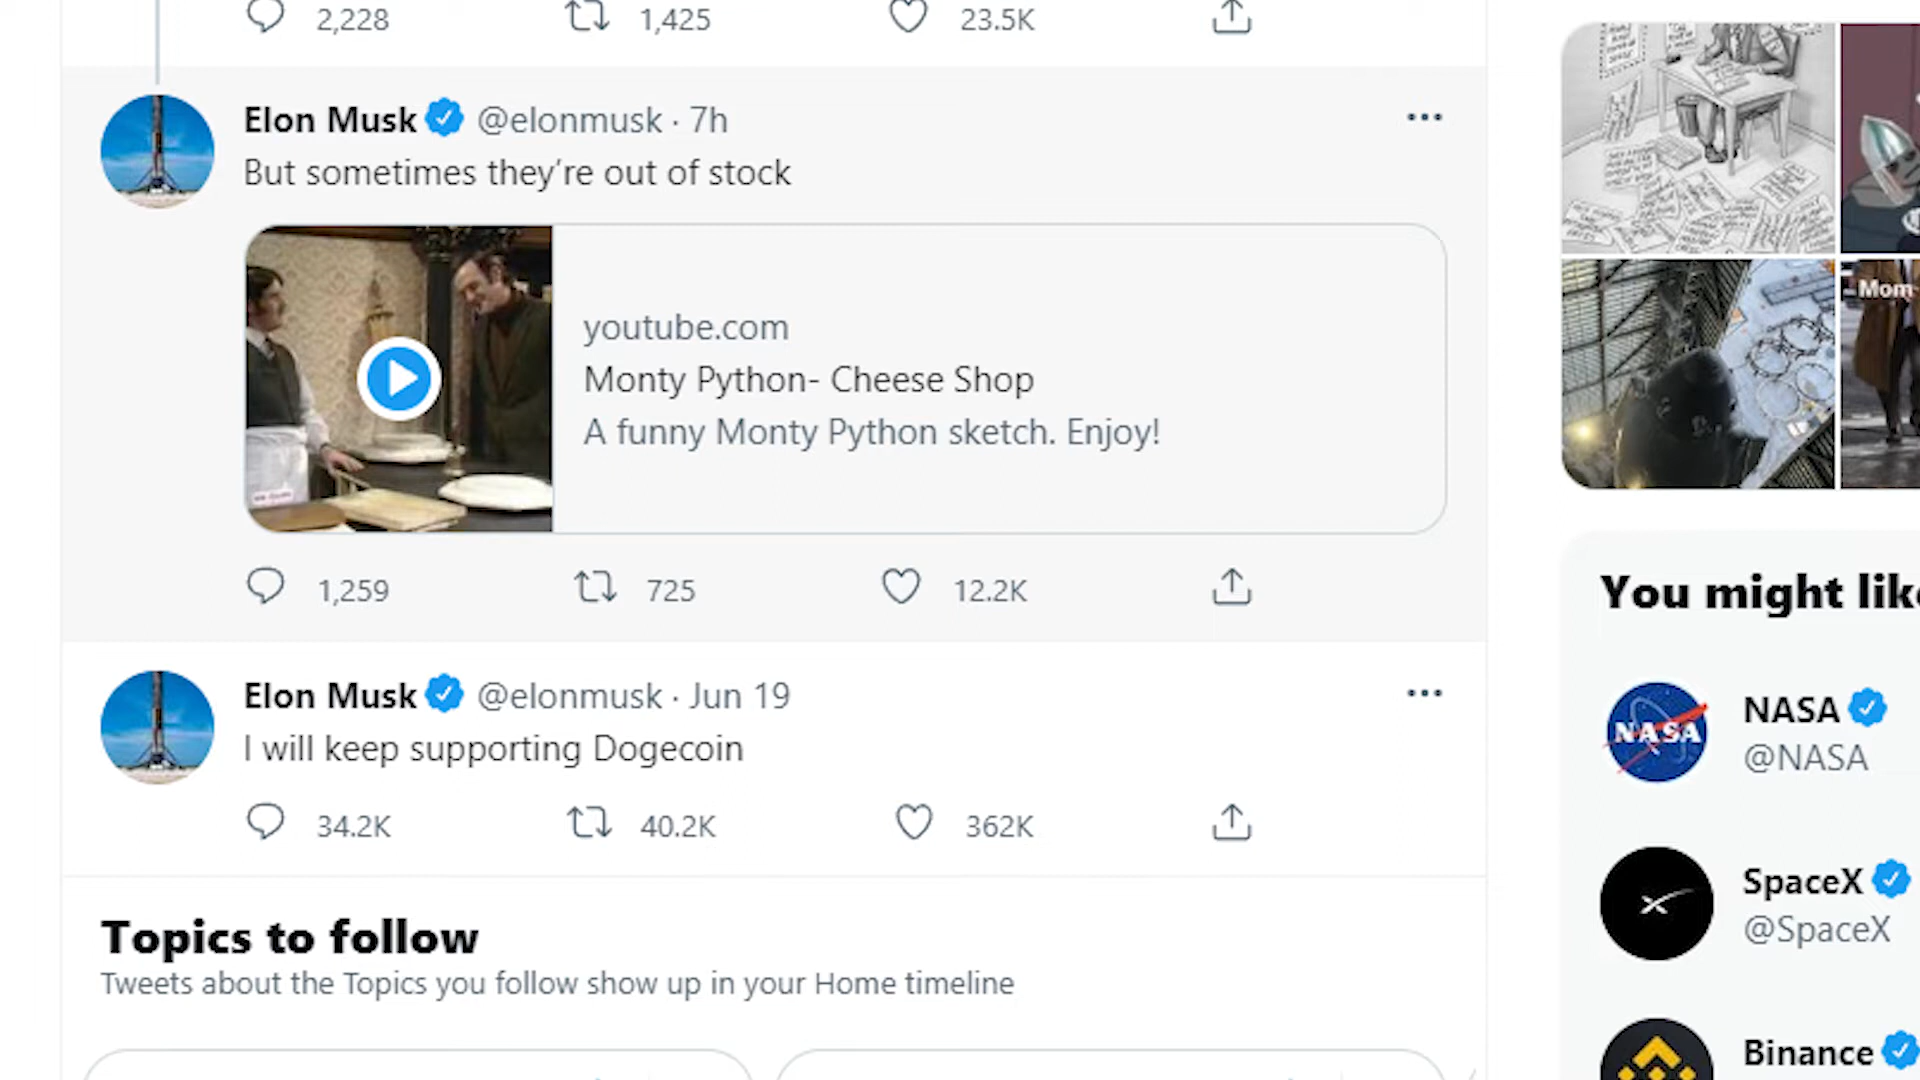 2,228 1,425 23.5K
Elon Musk @elonmusk · 7h
But sometimes they’re out of stock
youtube.com
Monty Python- Cheese Shop
A funny Monty Python sketch. Enjoy!
1,259 725 12.2K
Elon Musk @elonmusk · Jun 19
I will keep supporting Dogecoin
34.2K 40.2K 362K
Topics to follow
Tweets about the Topics you follow show up in your Home timeline
Mom
You might like
NASA
NASA
@NASA
SpaceX
@SpaceX
Binance